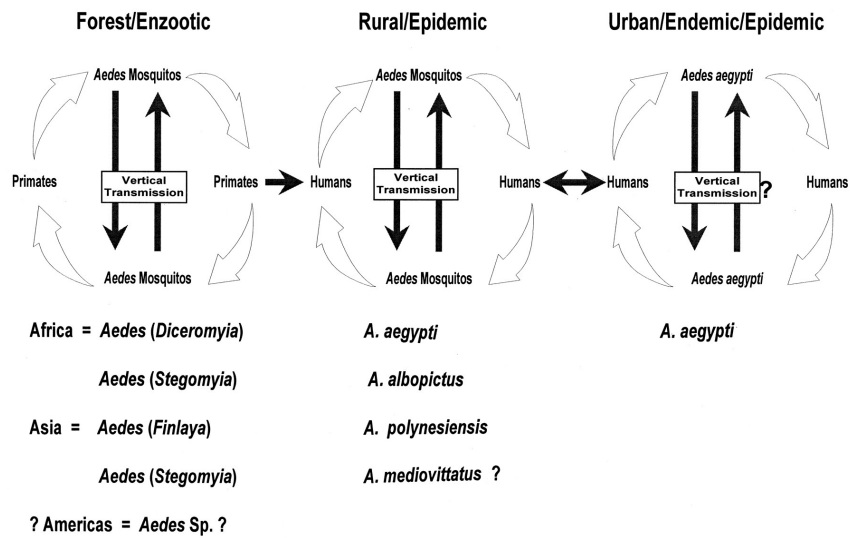 Forest/Enzootic Rural/Epidemic Urban/Endemic/Epidemic
Aedes Mosquitos Aedes Mosquitos Aedes aegypti
Primates Vertical Transmission Primates Humans Vertical Transmission Humans Humans Vertical Transmission ? Humans
Aedes Mosquitos Aedes Mosquitos Aedes aegypti
Africa = Aedes (Diceromyia) A. aegypti A. aegypti
Aedes (Stegomyia) A. albopictus
Asia = Aedes (Finlaya) A. polynesiensis
Aedes (Stegomyia) A. mediovittatus ?
? Americas = Aedes Sp. ?